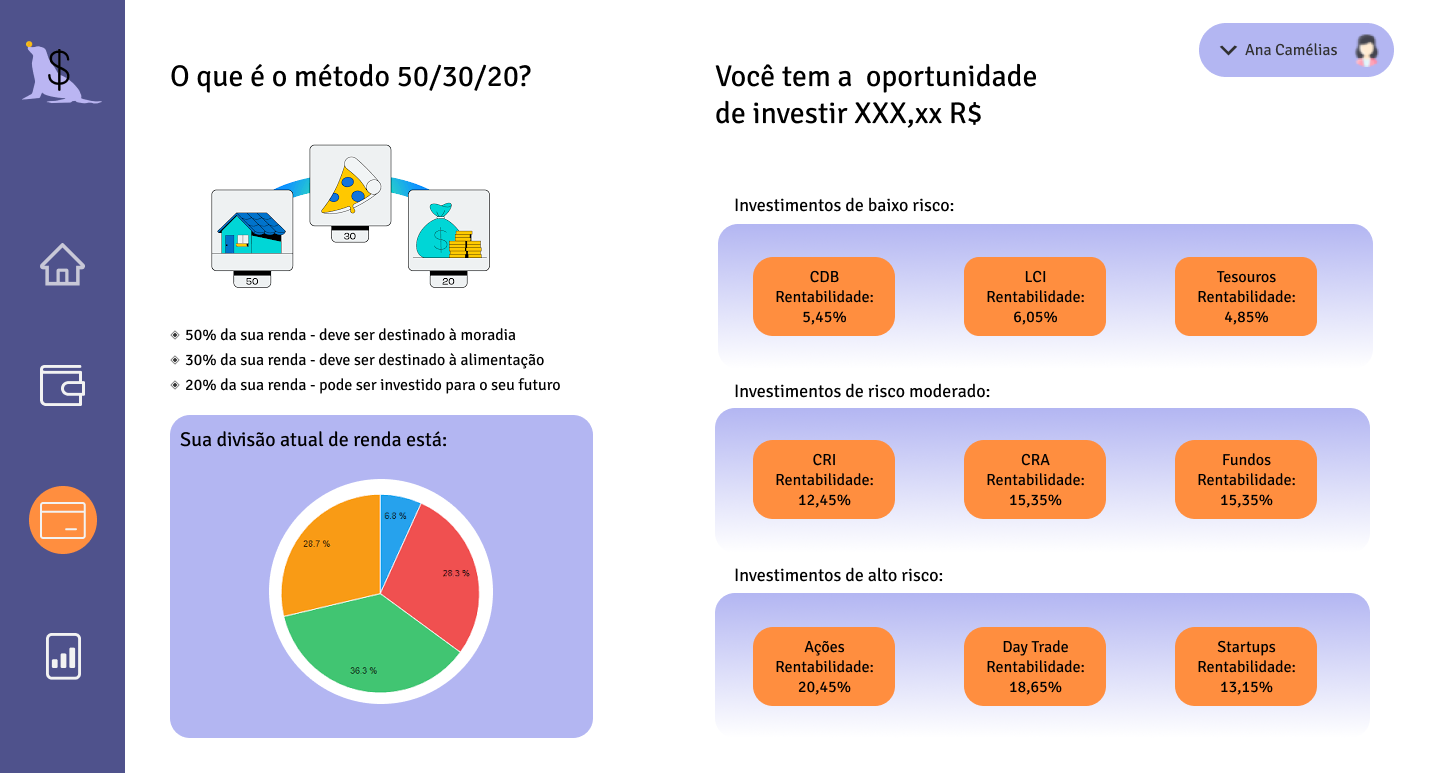 $
O que é o método 50/30/20?
50
30
20
50% da sua renda - deve ser destinado à moradia
30% da sua renda - deve ser destinado à alimentação
20% da sua renda - pode ser investido para o seu futuro
Sua divisão atual de renda está:
6.8 %
28.7 %
28.3 %
36.3 %
Ana Camélias
Você tem a  oportunidade
de investir XXX,xx R$
Investimentos de baixo risco:
CDB
Rentabilidade:
5,45%
LCI
Rentabilidade:
6,05%
Tesouros
Rentabilidade:
4,85%
Investimentos de risco moderado:
CRI
Rentabilidade:
12,45%
CRA
Rentabilidade:
15,35%
Fundos
Rentabilidade:
15,35%
Investimentos de alto risco:
Ações
Rentabilidade:
20,45%
Day Trade
Rentabilidade:
18,65%
Startups
Rentabilidade:
13,15%